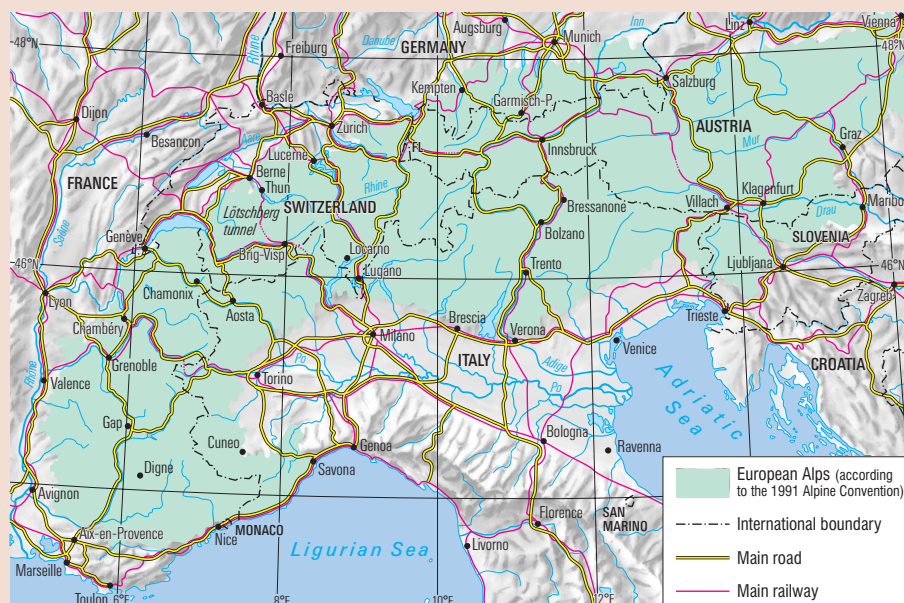 48°N
Rhine
Freiburg
Danube
Augsburg
GERMANY
Munich
Inn
Linz
Vienna
48°N
Dijon
Besançon
Basle
Aare
Zürich
Kempten
Garmisch-P.
Salzburg
AUSTRIA
Mur
Graz
FL
Innsbruck
Lucerne
Berne
Thun
Rhine
FRANCE
Saône
Lötschberg
tunnel
SWITZERLAND
Bressanone
Bolzano
Villach
Klagenfurt
Drau
Maribo
SLOVENIA
Genève
Brig-Visp
Locarno
Lugano
Trento
Ljubljana
46°N
46°N
Zagreb
Lyon
Chamonix
Aosta
Chambéry
Grenoble
Milano
Brescia
Verona
Venice
Trieste
CROATIA
ITALY
Adige
Po
Po
Rhône
Valence
Torino
Adriatic
Sea
Gap
Cuneo
Digne
Genoa
Savona
Bologna
Ravenna
Avignon
Aix-en-Provence
Nice
MONACO
Marseille
Toulon
Ligurian Sea
Livorno
Florence
SAN
MARINO
6°E
8°E
10°E
12°E
European Alps (according
to the 1991 Alpine Convention)
International boundary
Main road
Main railway